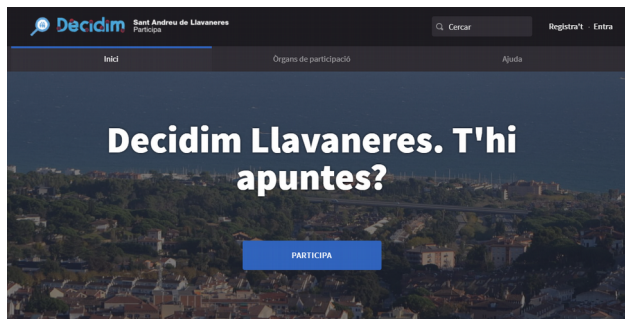 Decidim
Sant Andreu de Llavaneres
Participa
Cercar
Registra't · Entra
Inici
Òrgans de participació
Ajuda
Decidim Llavaneres. T'hi
apuntes?
PARTICIPA